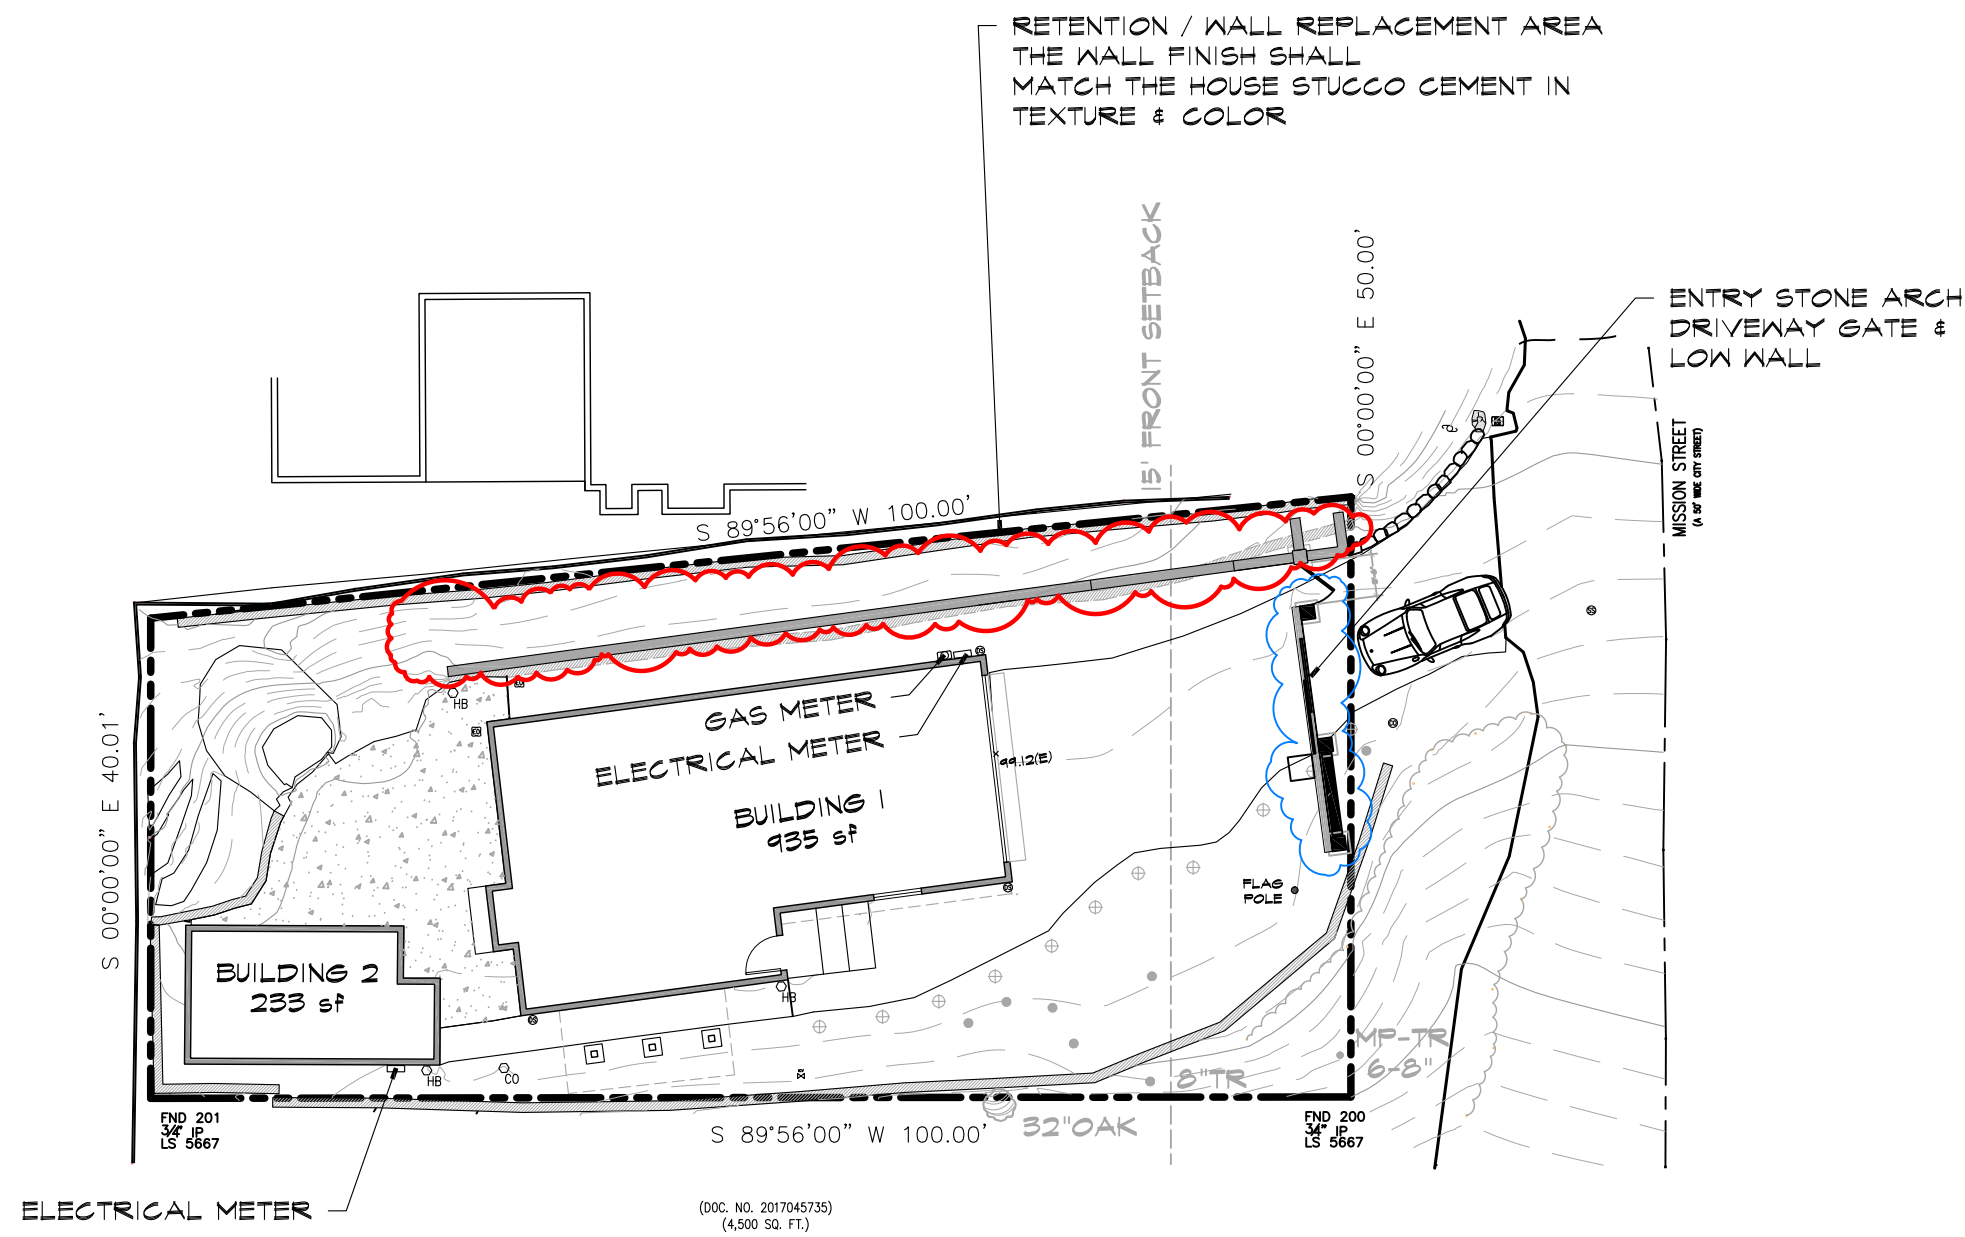 RETENTION / WALL REPLACEMENT AREA
THE WALL FINISH SHALL
MATCH THE HOUSE STUCCO CEMENT IN
TEXTURE & COLOR
15' FRONT SETBACK
S 00°00'00" E 50.00'
ENTRY STONE ARCH
DRIVEWAY GATE &
LOW WALL
MISSION STREET
(A 50' WIDE CITY STREET)
S 89°56'00" W 100.00'
HB
GAS METER
ELECTRICAL METER
99.12(E)
BUILDING 1
935 sf
S 00°00'00" E 40.01'
FLAG
POLE
BUILDING 2
233 sf
HB
MP-TR
6-8"
HB
CO
8"TR
32"OAK
FND 201
3/4" IP
LS 5667
FND 200
3/4" IP
LS 5667
S 89°56'00" W 100.00'
ELECTRICAL METER
(DOC. NO. 2017045735)
(4,500 SQ. FT.)